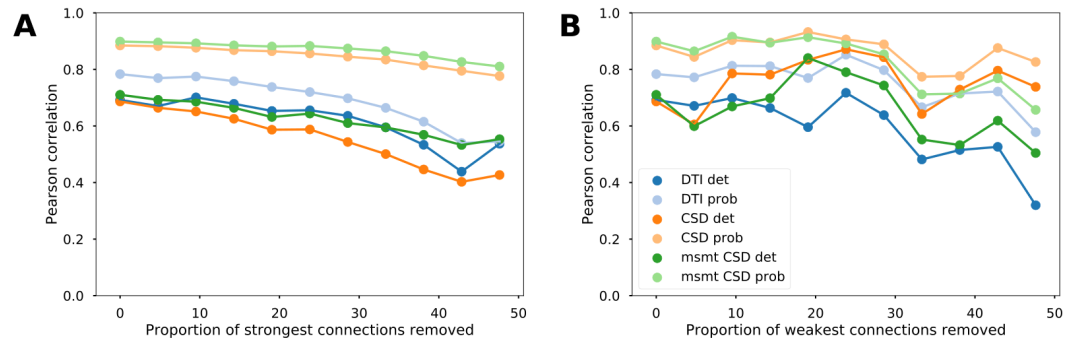 A
Pearson correlation
1.0
0.8
0.6
0.4
0.2
0.0
0 10 20 30 40 50
Proportion of strongest connections removed
B
Pearson correlation
1.0
0.8
0.6
0.4
0.2
0.0
DTI det
DTI prob
CSD det
CSD prob
msmt CSD det
msmt CSD prob
0 10 20 30 40 50
Proportion of weakest connections removed